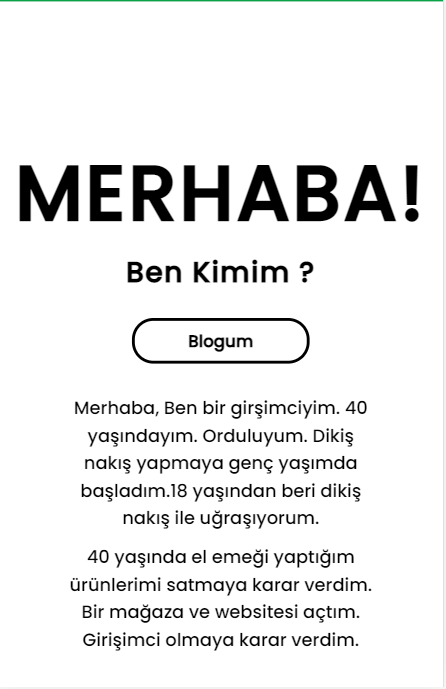 MERHABA!
Ben Kimim ?
Blogum
Merhaba, Ben bir girşimciyim. 40
yaşındayım. Orduluyum. Dikiş
nakış yapmaya genç yaşımda
başladım.18 yaşından beri dikiş
nakış ile uğraşıyorum.
40 yaşında el emeği yaptığım
ürünlerimi satmaya karar verdim.
Bir mağaza ve websitesi açtım.
Girişimci olmaya karar verdim.